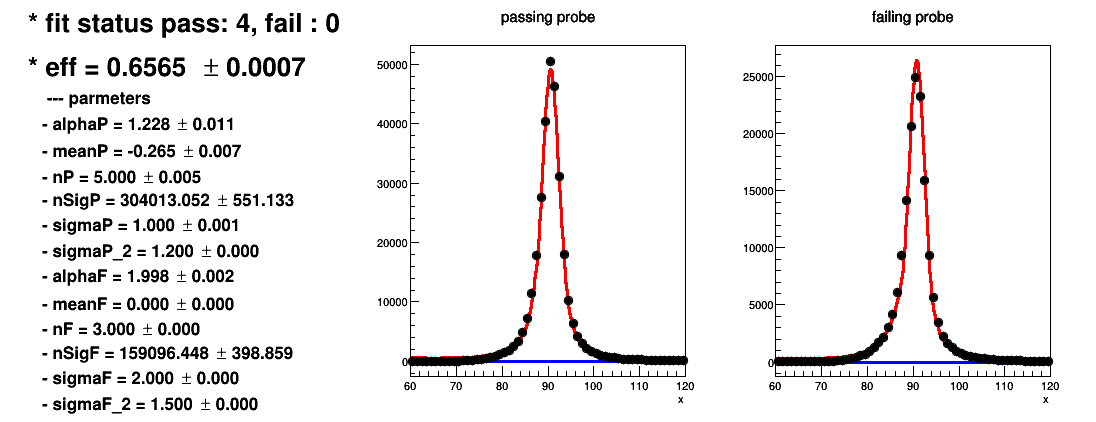 * fit status pass: 4, fail : 0
* eff = 0.6565 ± 0.0007
--- parmeters
- alphaP = 1.228 ± 0.011
- meanP = -0.265 ± 0.007
- nP = 5.000 ± 0.005
- nSigP = 304013.052 ± 551.133
- sigmaP = 1.000 ± 0.001
- sigmaP_2 = 1.200 ± 0.000
- alphaF = 1.998 ± 0.002
- meanF = 0.000 ± 0.000
- nF = 3.000 ± 0.000
- nSigF = 159096.448 ± 398.859
- sigmaF = 2.000 ± 0.000
- sigmaF_2 = 1.500 ± 0.000
passing probe
50000
40000
30000
20000
10000
0
60 70 80 90 100 110 120
x
failing probe
25000
20000
15000
10000
5000
0
60 70 80 90 100 110 120
x